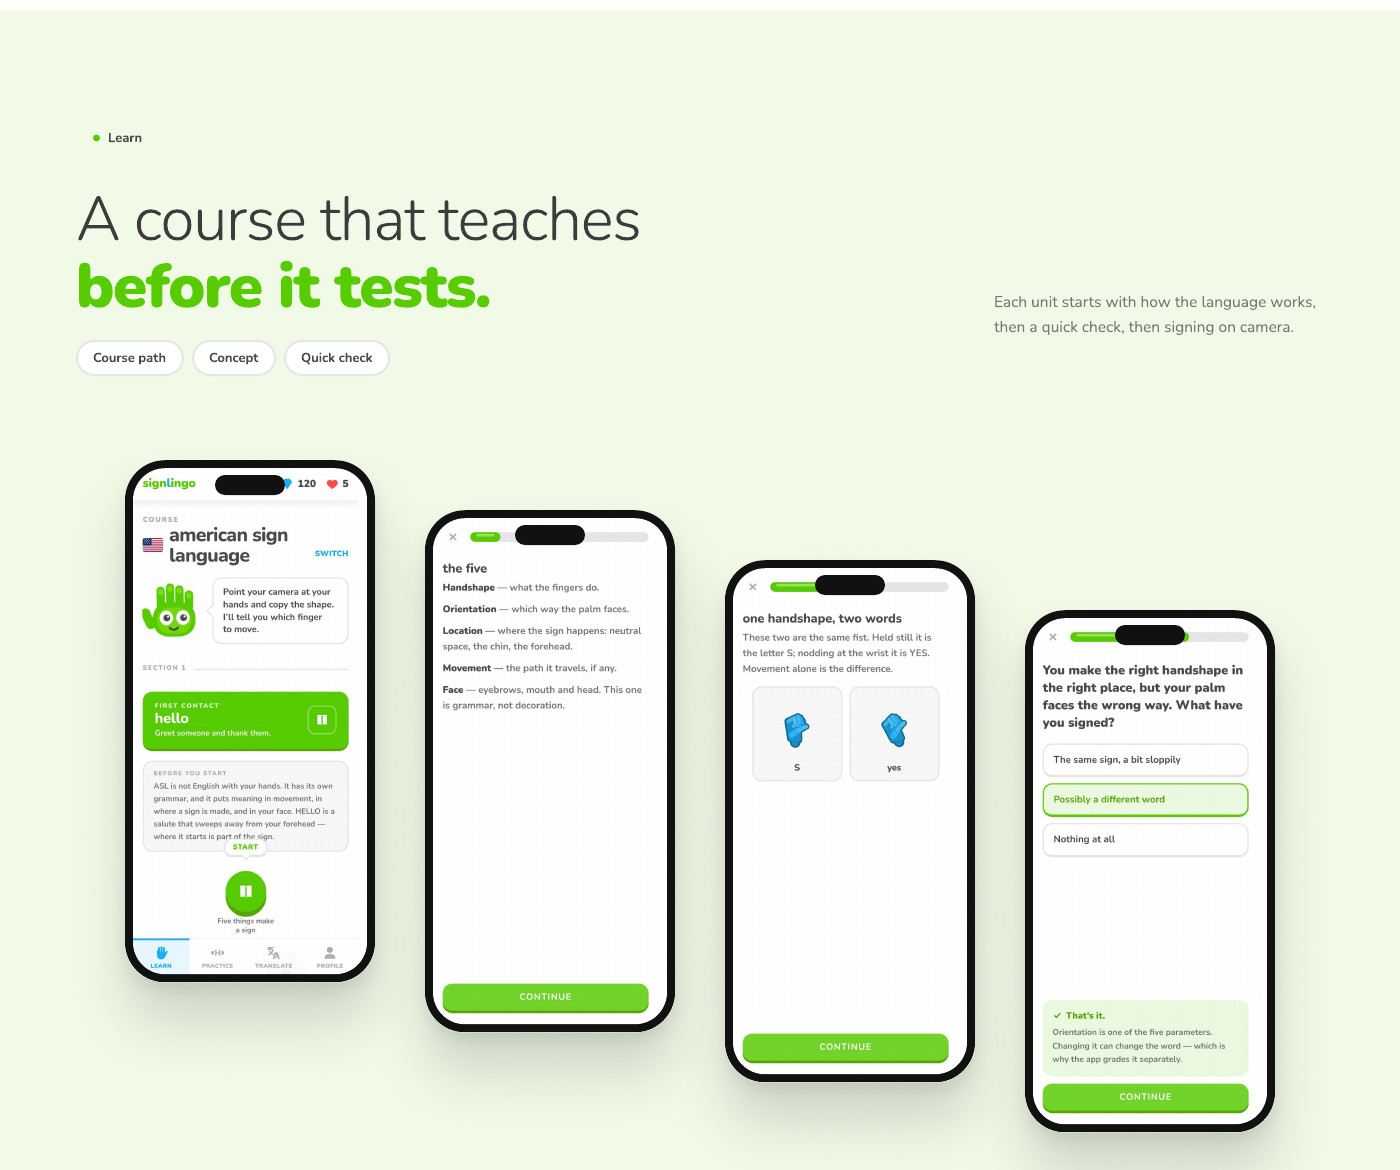 Learn
A course that teaches
before it tests.
Each unit starts with how the language works,
then a quick check, then signing on camera.
Course path
Concept
Quick check
signlingo
120
5
COURSE
american sign
language
SWITCH
Point your camera at your
hands and copy the shape.
I'll tell you which finger
to move.
SECTION 1
FIRST CONTACT
hello
Greet someone and thank them.
BEFORE YOU START
ASL is not English with your hands. It has its own
grammar, and it puts meaning in movement, in
where a sign is made, and in your face. HELLO is a
salute that sweeps away from your forehead —
where it starts is part of the sign.
START
Five things make
a sign
LEARN
PRACTICE
TRANSLATE
PROFILE
the five
Handshape — what the fingers do.
Orientation — which way the palm faces.
Location — where the sign happens: neutral
space, the chin, the forehead.
Movement — the path it travels, if any.
Face — eyebrows, mouth and head. This one
is grammar, not decoration.
CONTINUE
one handshape, two words
These two are the same fist. Held still it is
the letter S; nodding at the wrist it is YES.
Movement alone is the difference.
S
yes
CONTINUE
You make the right handshape in
the right place, but your palm
faces the wrong way. What have
you signed?
The same sign, a bit sloppily
Possibly a different word
Nothing at all
✓ That's it.
Orientation is one of the five parameters.
Changing it can change the word — which is
why the app grades it separately.
CONTINUE